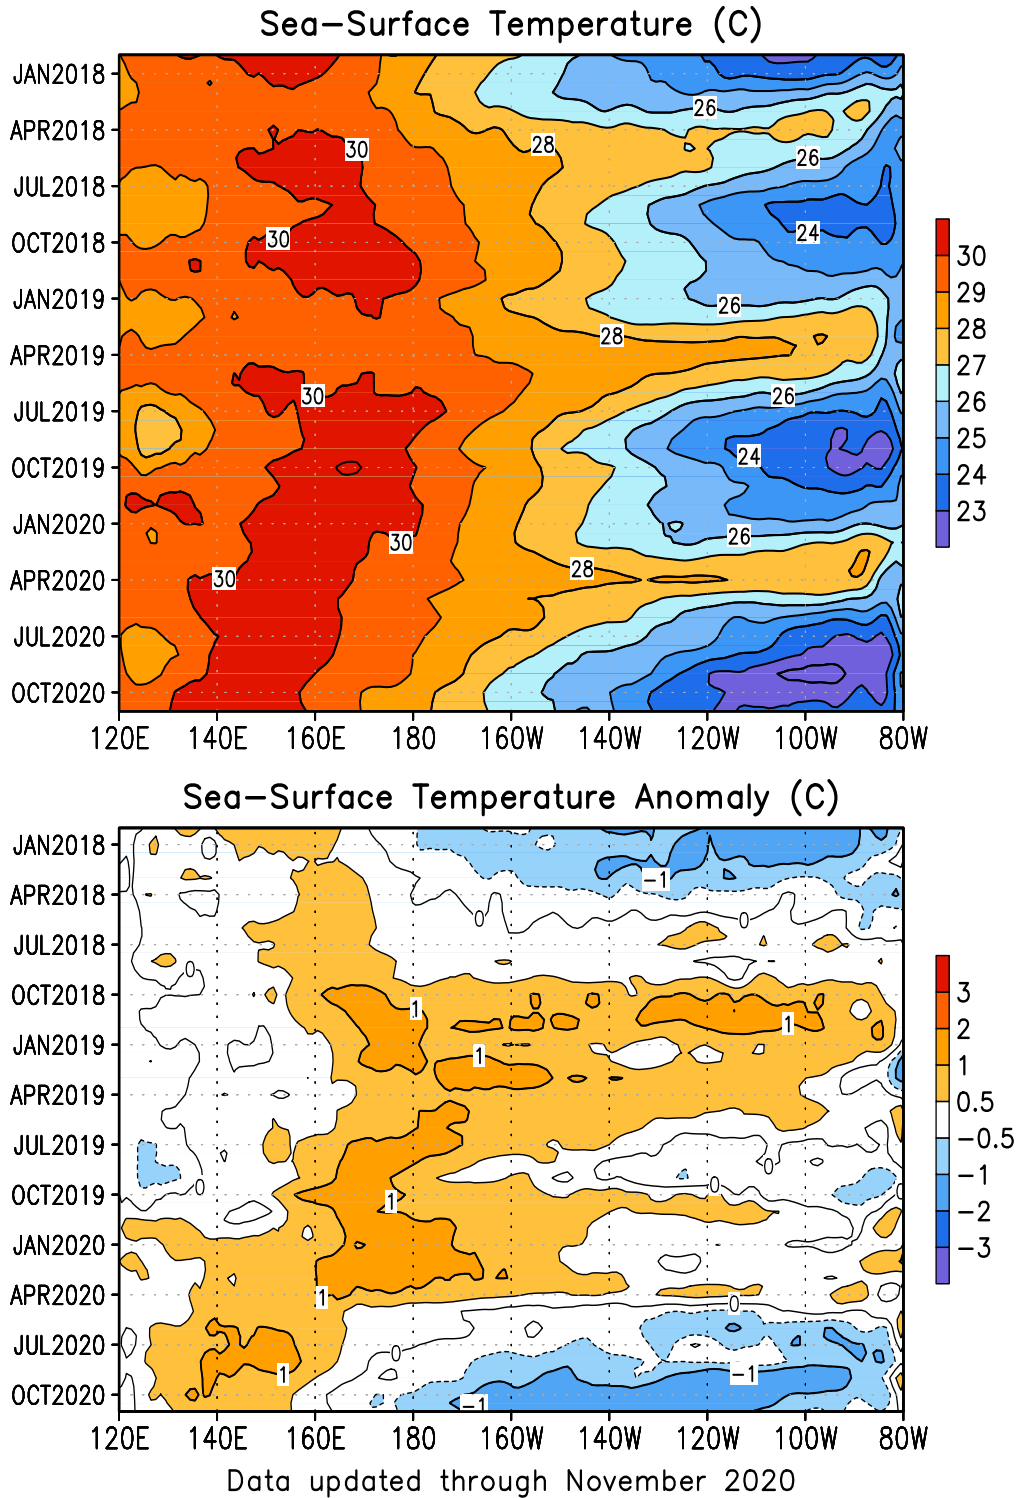 Sea-Surface Temperature (C)
JAN2018
APR2018
JUL2018
OCT2018
JAN2019
APR2019
JUL2019
OCT2019
JAN2020
APR2020
JUL2020
OCT2020
26
28
30
26
24
30
26
28
30
26
24
26
30
28
30
30
29
28
27
26
25
24
23
120E 140E 160E 180 160W 140W 120W 100W 80W
Sea-Surface Temperature Anomaly (C)
JAN2018
APR2018
JUL2018
OCT2018
JAN2019
APR2019
JUL2019
OCT2019
JAN2020
APR2020
JUL2020
OCT2020
-1
0
0
0
1
1
1
0
0
0
0
1
1
0
0
1
-1
-1
3
2
1
0.5
-0.5
-1
-2
-3
120E 140E 160E 180 160W 140W 120W 100W 80W
Data updated through November 2020